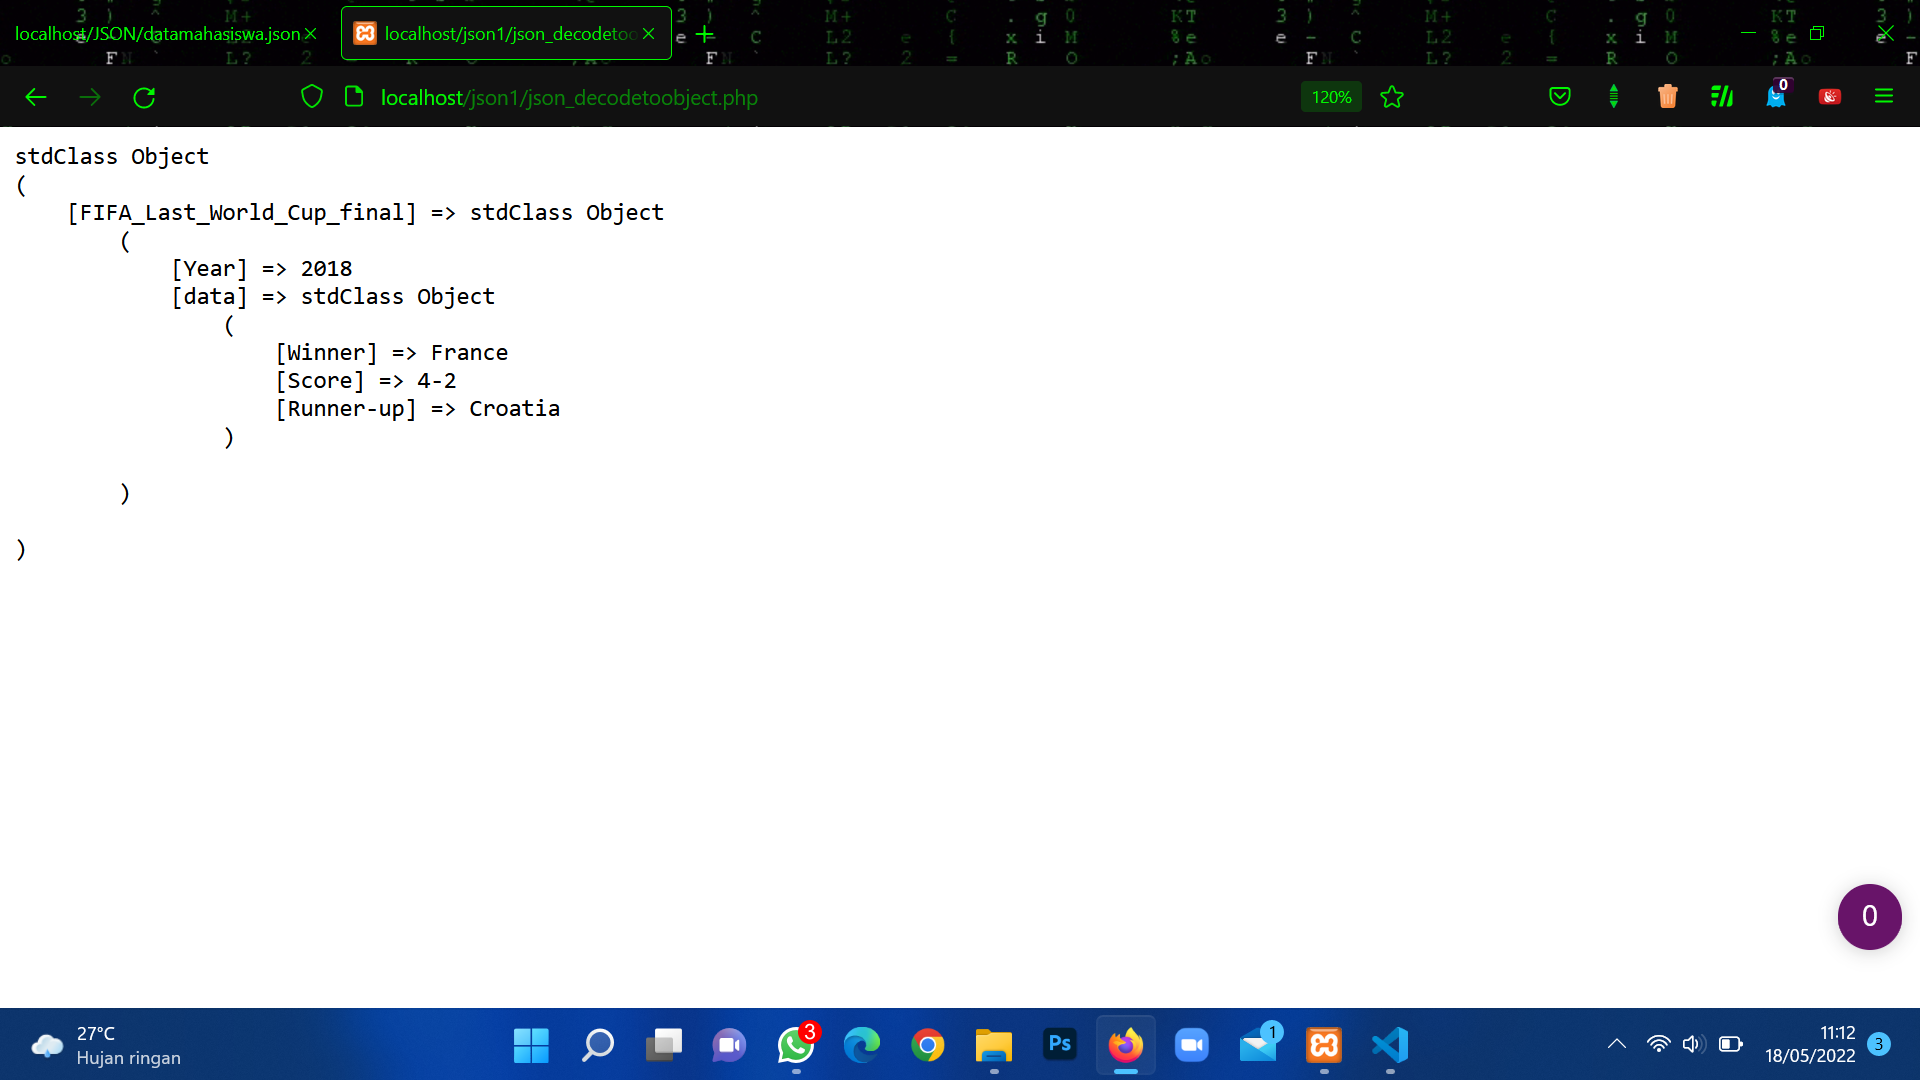 localhost/JSON/datamahasiswa.json
localhost/json1/json_decodetoo
localhost/json1/json_decodetoobject.php
120%
0
stdClass Object
(
    [FIFA_Last_World_Cup_final] => stdClass Object
        (
            [Year] => 2018
            [data] => stdClass Object
                (
                    [Winner] => France
                    [Score] => 4-2
                    [Runner-up] => Croatia
                )
        )
)
0
27°C
Hujan ringan
3
Ps
1
11:12
18/05/2022
3